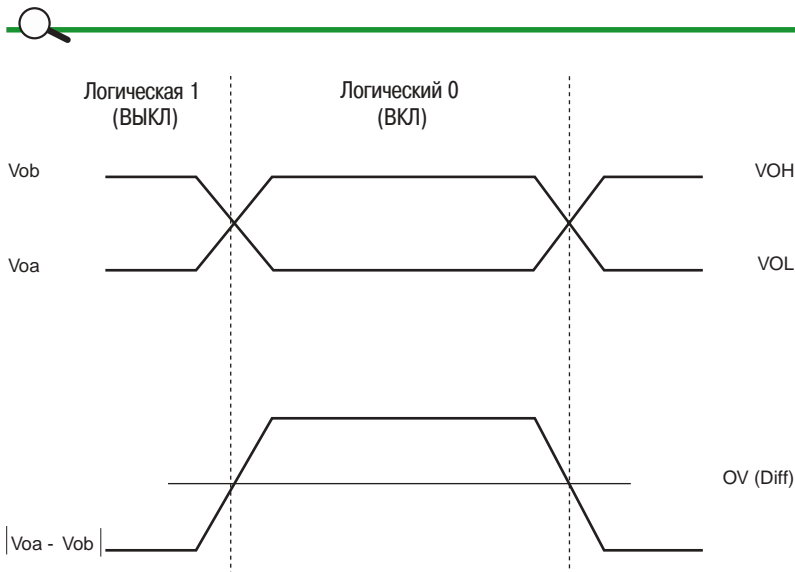 Логическая 1
(ВЫКЛ)
Логический 0
(ВКЛ)
Vob
VOH
Voa
VOL
OV (Diff)
|Voa - Vob|